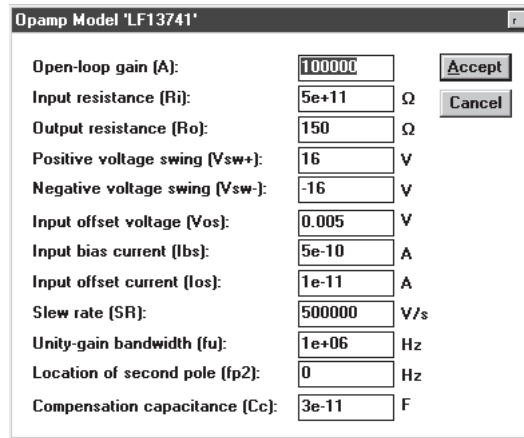 Opamp Model 'LF13741'
Open-loop gain (A): 100000 Accept
Input resistance (Ri): 5e+11 Ω Cancel
Output resistance (Ro): 150 Ω
Positive voltage swing (Vsw+): 16 V
Negative voltage swing (Vsw-): -16 V
Input offset voltage (Vos): 0.005 V
Input bias current (Ibs): 5e-10 A
Input offset current (Ios): 1e-11 A
Slew rate (SR): 500000 V/s
Unity-gain bandwidth (fu): 1e+06 Hz
Location of second pole (fp2): 0 Hz
Compensation capacitance (Cc): 3e-11 F